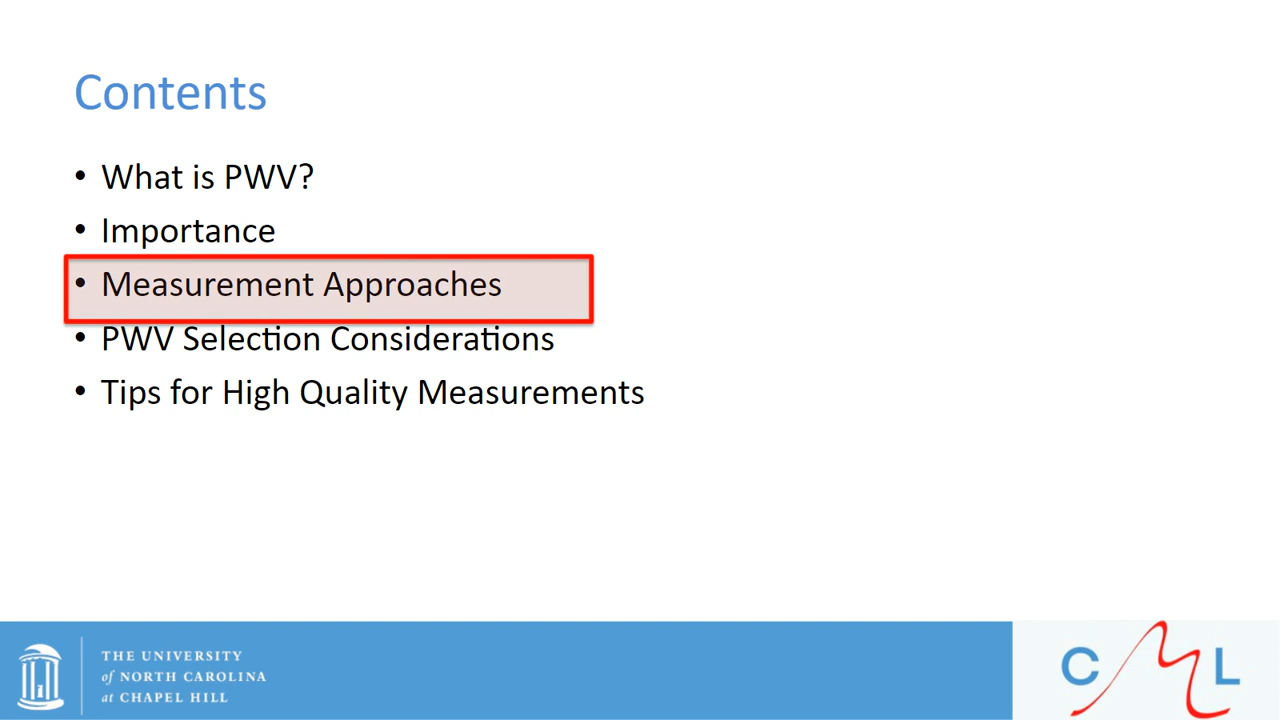 Contents
• What is PWV?
• Importance
• Measurement Approaches
• PWV Selection Considerations
• Tips for High Quality Measurements
THE UNIVERSITY
of NORTH CAROLINA
at CHAPEL HILL
CML